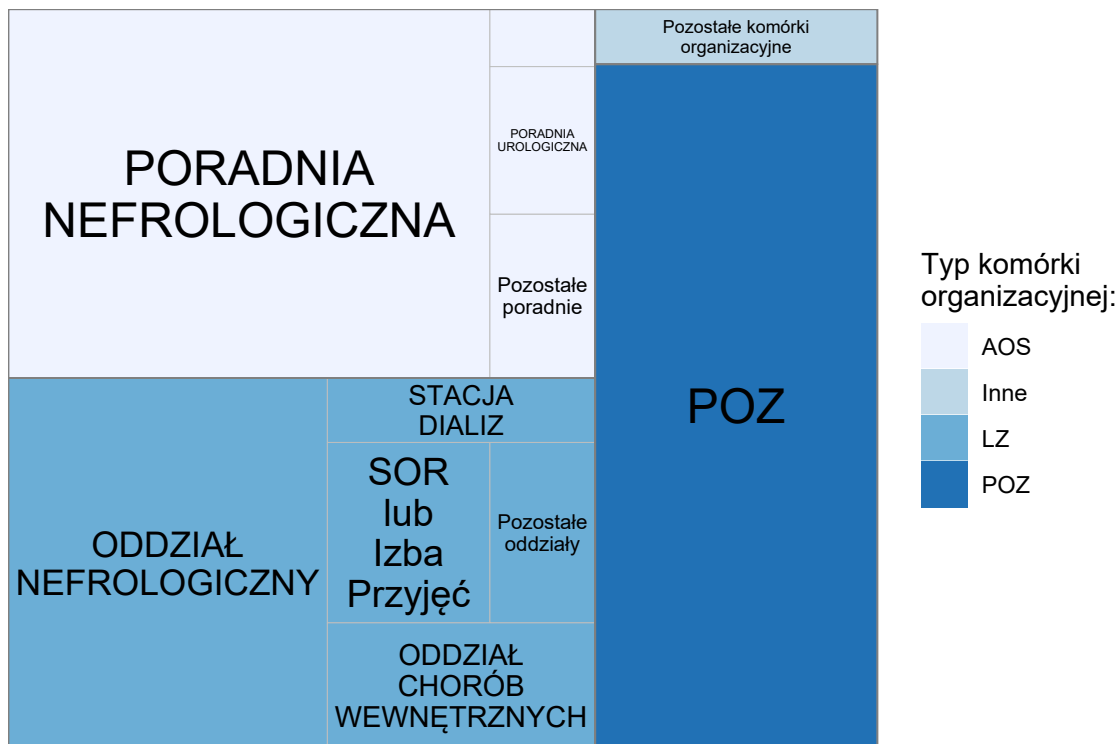 Pozostałe komórki
organizacyjne
PORADNIA
NEFROLOGICZNA
PORADNIA
UROLOGICZNA
Pozostałe
poradnie
STACJA
DIALIZ
SOR
lub
Izba
Przyjęć
Pozostałe
oddziały
ODDZIAŁ
NEFROLOGICZNY
ODDZIAŁ
CHORÓB
WEWNĘTRZNYCH
POZ
Typ komórki
organizacyjnej:
AOS
Inne
LZ
POZ